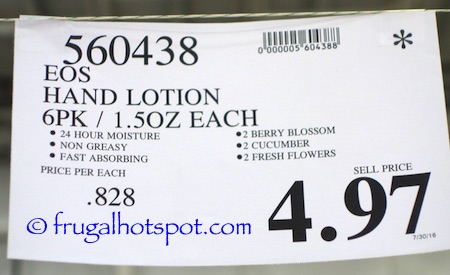 560438
0000005604388
*
EOS
HAND LOTION
6PK / 1.5OZ EACH
• 24 HOUR MOISTURE
• NON GREASY
• FAST ABSORBING
• 2 BERRY BLOSSOM
• 2 CUCUMBER
• 2 FRESH FLOWERS
PRICE PER EACH
.828
SELL PRICE
4.97
7/30/16
© frugalhotspot.com